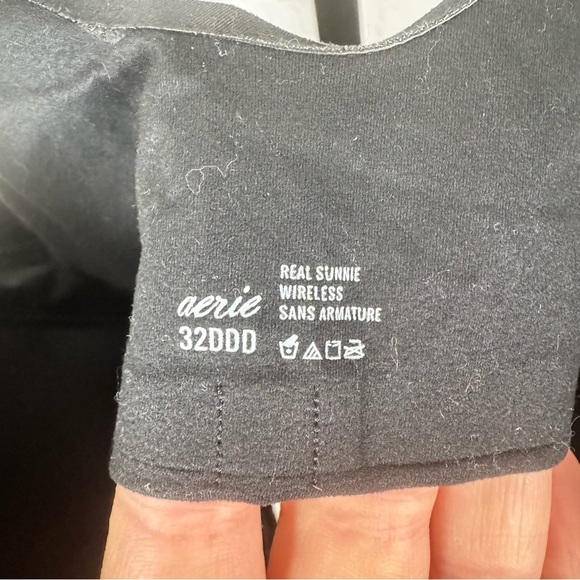 aerie
32DDD
REAL SUNNIE
WIRELESS
SANS ARMATURE